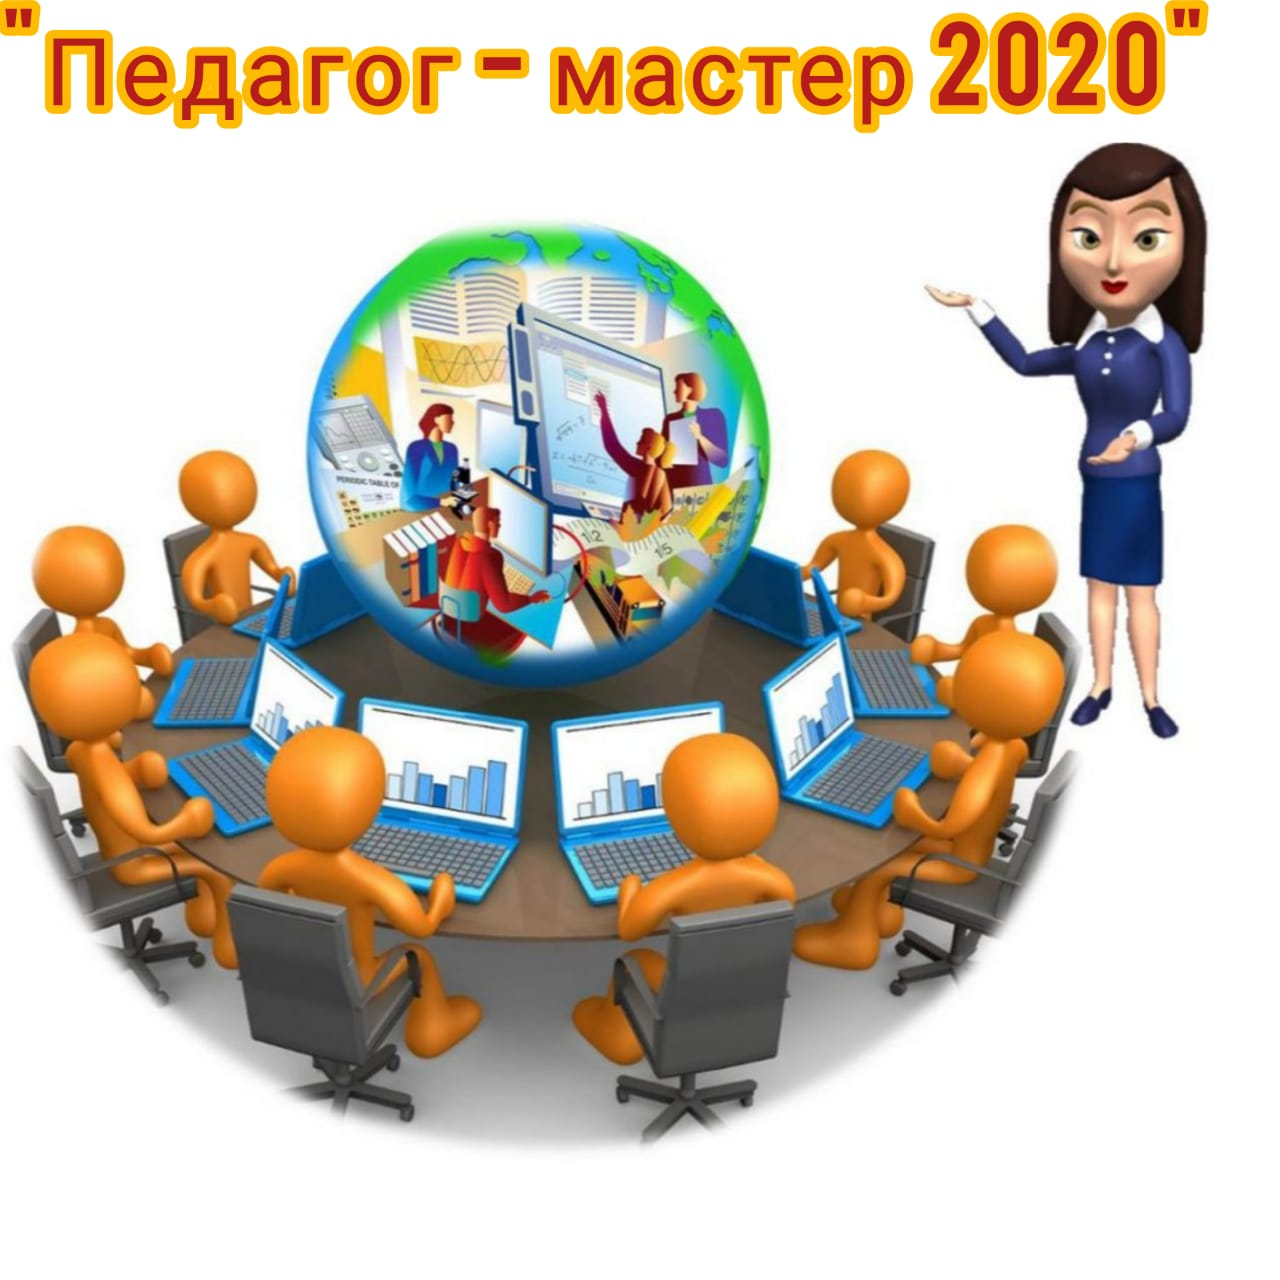 "Педагог - мастер 2020"
PERIODIC TABLE OF
12
15